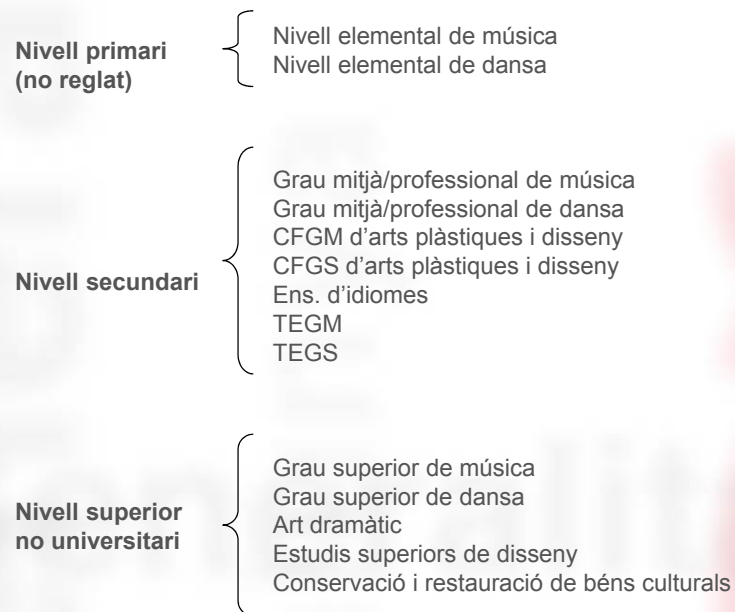 Nivell primari
(no reglat)
Nivell elemental de música
Nivell elemental de dansa
Nivell secundari
Grau mitjà/professional de música
Grau mitjà/professional de dansa
CFGM d'arts plàstiques i disseny
CFGS d'arts plàstiques i disseny
Ens. d'idiomes
TEGM
TEGS
Nivell superior
no universitari
Grau superior de música
Grau superior de dansa
Art dramàtic
Estudis superiors de disseny
Conservació i restauració de béns culturals